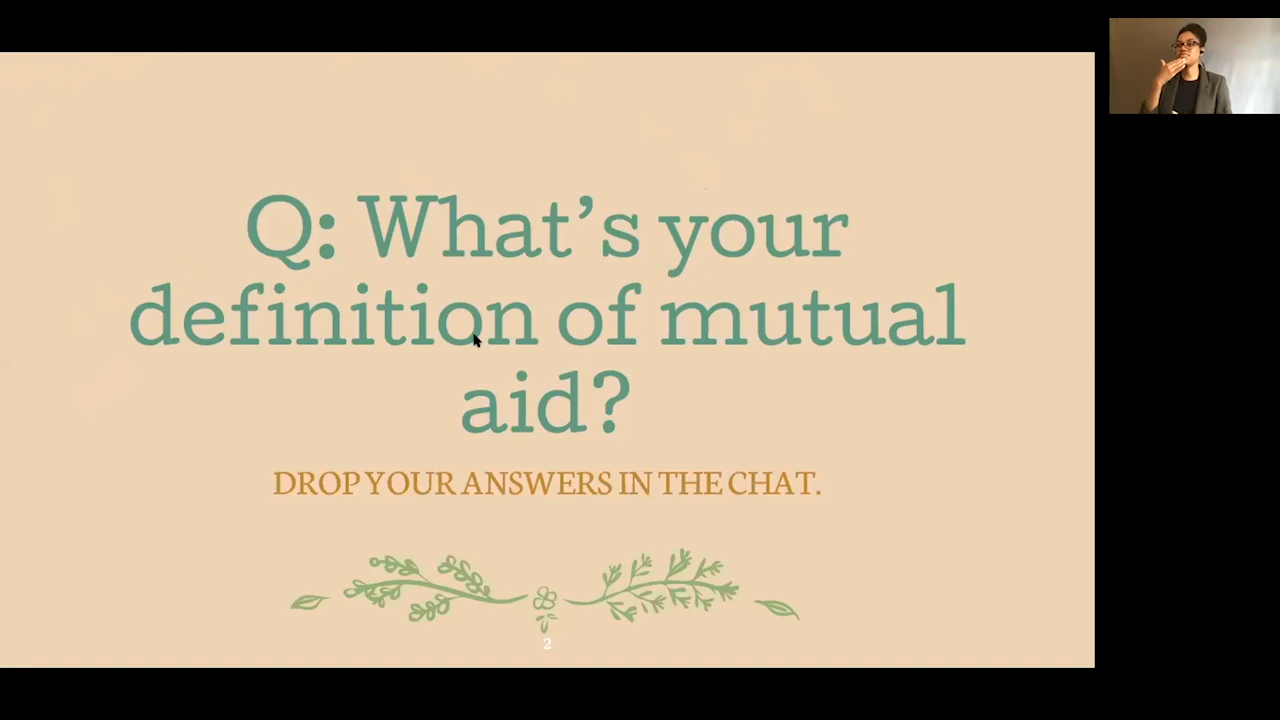 Q: What’s your
definition of mutual
aid?
DROP YOUR ANSWERS IN THE CHAT.
2